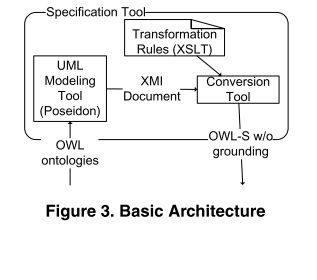 Specification Tool
Transformation
Rules (XSLT)
UML
Modeling
Tool
(Poseidon)
XMI
Document
Conversion
Tool
OWL
ontologies
OWL-S w/o
grounding
Figure 3. Basic Architecture